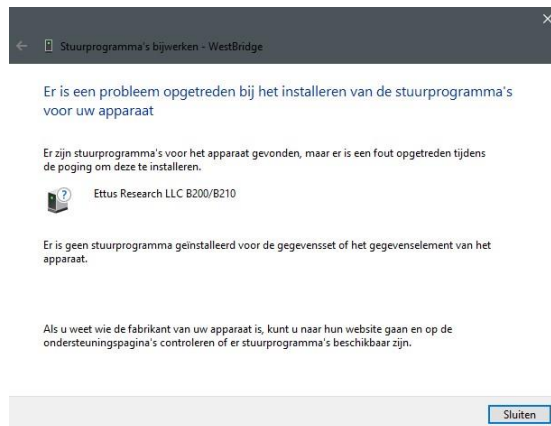 Stuurprogramma's bijwerken - WestBridge
Er is een probleem opgetreden bij het installeren van de stuurprogramma's
voor uw apparaat
Er zijn stuurprogramma's voor het apparaat gevonden, maar er is een fout opgetreden tijdens
de poging om deze te installeren.
Ettus Research LLC B200/B210
Er is geen stuurprogramma geïnstalleerd voor de gegevensset of het gegevenselement van het
apparaat.
Als u weet wie de fabrikant van uw apparaat is, kunt u naar hun website gaan en op de
ondersteuningspagina's controleren of er stuurprogramma's beschikbaar zijn.
Sluiten